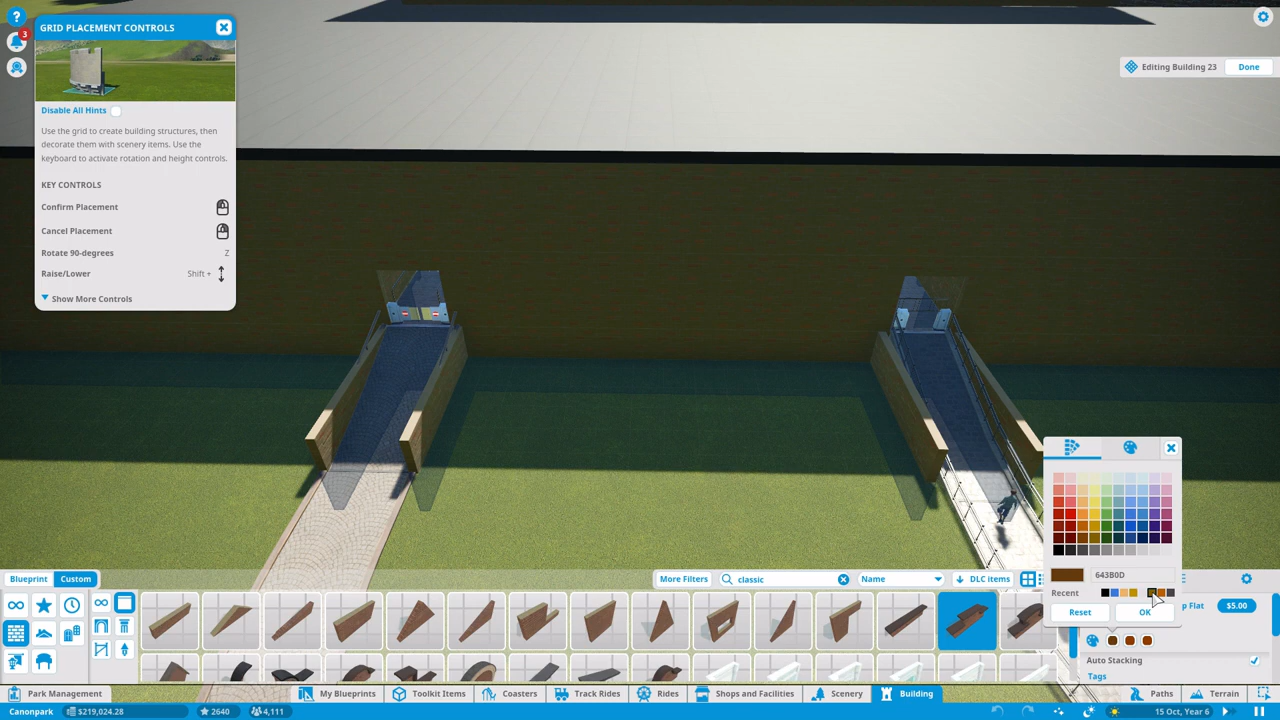 GRID PLACEMENT CONTROLS
3
Disable All Hints
Use the grid to create building structures, then
decorate them with scenery items. Use the
keyboard to activate rotation and height controls.
KEY CONTROLS
Confirm Placement
Cancel Placement
Rotate 90-degrees Z
Raise/Lower Shift +
Show More Controls
Editing Building 23 Done
643B0D
Recent
Reset OK
Blueprint Custom More Filters classic Name DLC items
p Flat $5.00
Auto Stacking
Tags
Park Management My Blueprints Toolkit Items Coasters Track Rides Rides Shops and Facilities Scenery Building Paths Terrain
Canonpark $219,024.28 2640 4,111 15 Oct, Year 6